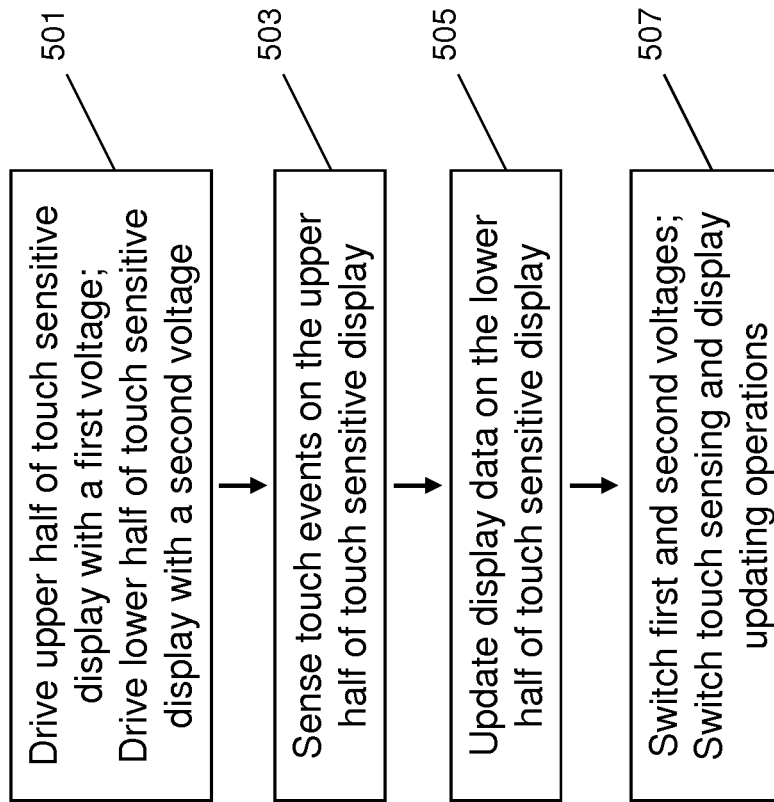 Drive upper half of touch sensitive
display with a first voltage;
Drive lower half of touch sensitive
display with a second voltage
501
Sense touch events on the upper
half of touch sensitive display
503
Update display data on the lower
half of touch sensitive display
505
Switch first and second voltages;
Switch touch sensing and display
updating operations
507